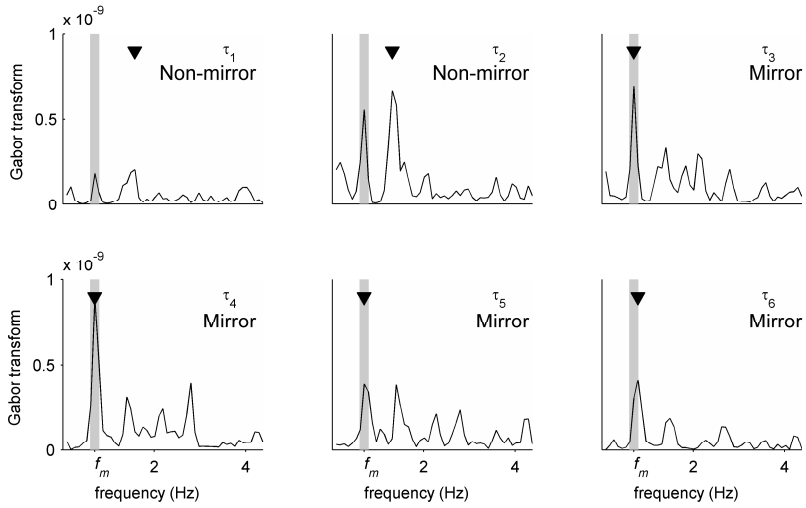 x 10⁻⁹
1
0.5
0
Gabor transform
τ₁
Non-mirror
τ₂
Non-mirror
τ₃
Mirror
x 10⁻⁹
1
0.5
0
Gabor transform
τ₄
Mirror
τ₅
Mirror
τ₆
Mirror
fₘ 2 4
fₘ 2 4
fₘ 2 4
frequency (Hz)
frequency (Hz)
frequency (Hz)